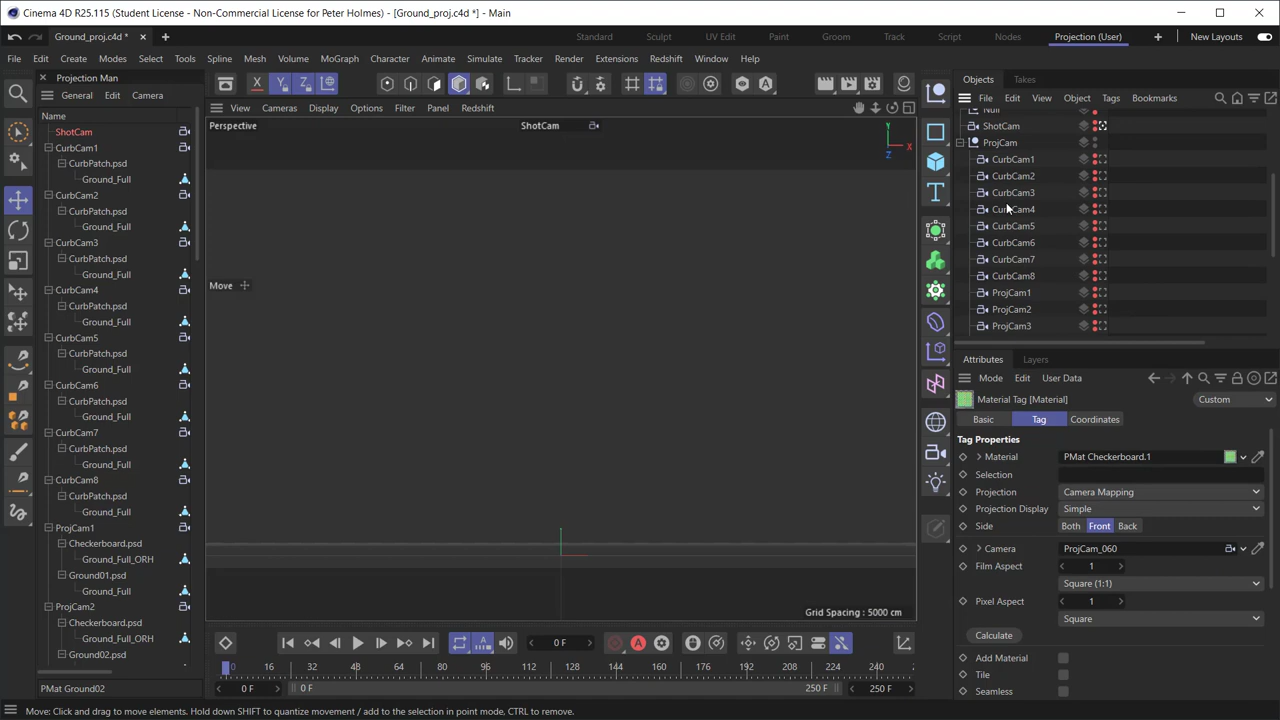 Cinema 4D R25.115 (Student License - Non-Commercial License for Peter Holmes) - [Ground_proj.c4d *] - Main
Ground_proj.c4d *
Standard Sculpt UV Edit Paint Groom Track Script Nodes Projection (User) New Layouts
File Edit Create Modes Select Tools Spline Mesh Volume MoGraph Character Animate Simulate Tracker Render Extensions Redshift Window Help
Projection Man
General Edit Camera
Name
ShotCam
CurbCam1
CurbPatch.psd
Ground_Full
CurbCam2
CurbPatch.psd
Ground_Full
CurbCam3
CurbPatch.psd
Ground_Full
CurbCam4
CurbPatch.psd
Ground_Full
CurbCam5
CurbPatch.psd
Ground_Full
CurbCam6
CurbPatch.psd
Ground_Full
CurbCam7
CurbPatch.psd
Ground_Full
CurbCam8
CurbPatch.psd
Ground_Full
ProjCam1
Checkerboard.psd
Ground_Full_ORH
Ground01.psd
Ground_Full
ProjCam2
Checkerboard.psd
Ground_Full_ORH
Ground02.psd
PMat Ground02
X Y Z
View Cameras Display Options Filter Panel Redshift
Perspective ShotCam
Y
X
Z
Move
Grid Spacing : 5000 cm
0 F
0 16 32 48 64 80 96 112 128 144 160 176 192 208 224 240
0 F 0 F 250 F 250 F
Objects Takes
File Edit View Object Tags Bookmarks
Null
ShotCam
ProjCam
CurbCam1
CurbCam2
CurbCam3
CurbCam4
CurbCam5
CurbCam6
CurbCam7
CurbCam8
ProjCam1
ProjCam2
ProjCam3
Attributes Layers
Mode Edit User Data
Material Tag [Material] Custom
Basic Tag Coordinates
Tag Properties
Material PMat Checkerboard.1
Selection
Projection Camera Mapping
Projection Display Simple
Side Both Front Back
Camera ProjCam_060
Film Aspect 1
Square (1:1)
Pixel Aspect 1
Square
Calculate
Add Material
Tile
Seamless
Move: Click and drag to move elements. Hold down SHIFT to quantize movement / add to the selection in point mode, CTRL to remove.